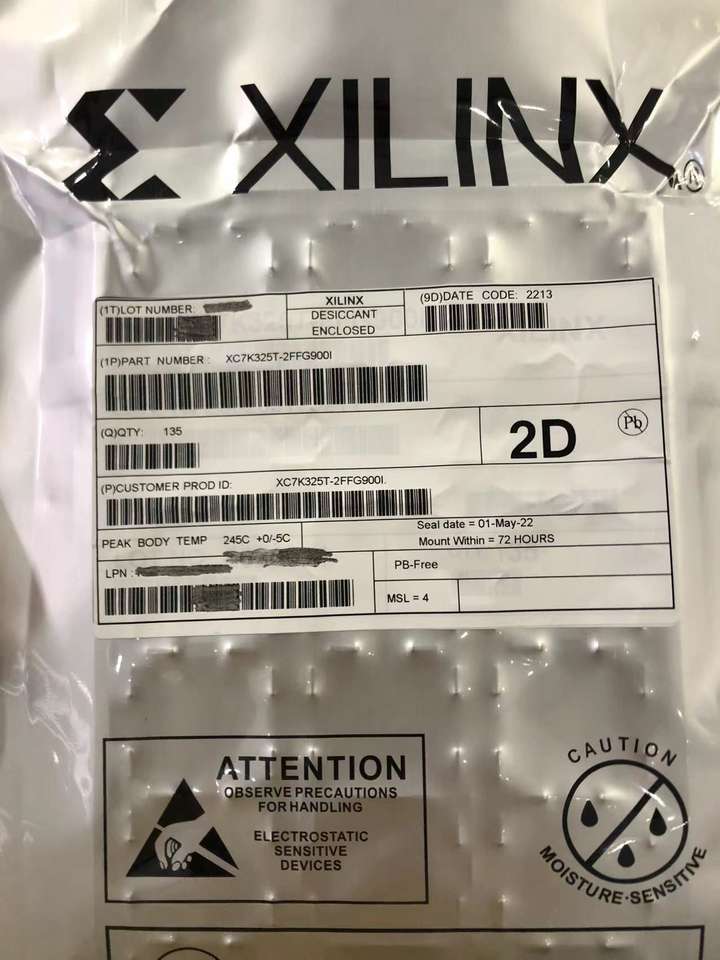 XILINX®
(1T)LOT NUMBER:
XILINX
DESICCANT
ENCLOSED
(9D)DATE CODE: 2213
(1P)PART NUMBER: XC7K325T-2FFG900I
(Q)QTY: 135
2D
Pb
(P)CUSTOMER PROD ID: XC7K325T-2FFG900I.
PEAK BODY TEMP 245C +0/-5C
Seal date = 01-May-22
Mount Within = 72 HOURS
LPN :
PB-Free
MSL = 4
ATTENTION
OBSERVE PRECAUTIONS
FOR HANDLING
ELECTROSTATIC
SENSITIVE
DEVICES
CAUTION
MOISTURE-SENSITIVE